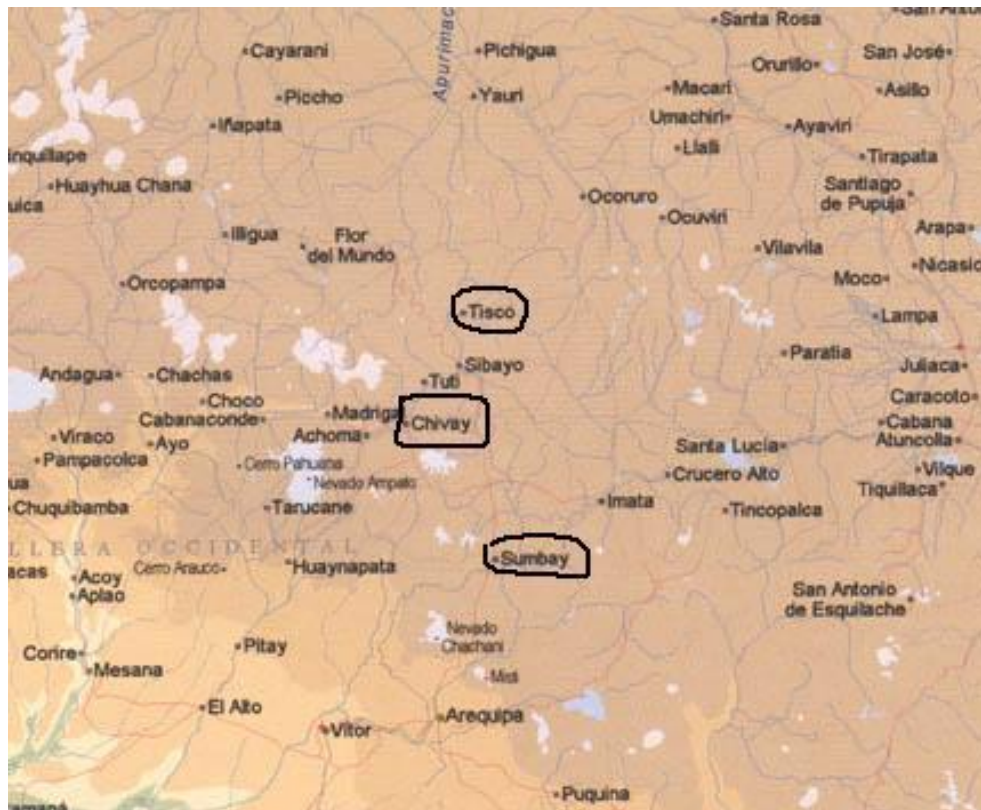 Santa Rosa
Cayarani
Pichigua
San José
Orurillo
Apurimac
Piccho
Yauri
Macari
Asillo
Iñapata
Umachiri
Ayaviri
Llalli
Tirapata
Huayhua Chana
Ocoruro
Santiago
de Pupuja
Ocuviri
Arapa
Illigua
Flor
del Mundo
Vilavila
Nicasio
Moco
Orcopampa
Tisco
Lampa
Paratia
Sibayo
Juliaca
Andagua
Chachas
Tuti
Choco
Caracoto
Cabanaconde
Madriga
Chivay
Cabana
Viraco
Ayo
Achoma
Santa Lucía
Atuncolla
Pampacolca
Cerro Pahuana
Crucero Alto
Vilque
Nevado Ampato
Tiquillaca
Chuquibamba
Tarucane
Imata
Tincopalca
LLERA OCCIDENTAL
Sumbay
acas
Acoy
Cerro Arauco
Huaynapata
Aplao
San Antonio
de Esquilache
Nevado
Chachani
Corire
Pitay
Mesana
Misti
El Alto
Arequipa
Vitor
Puquina